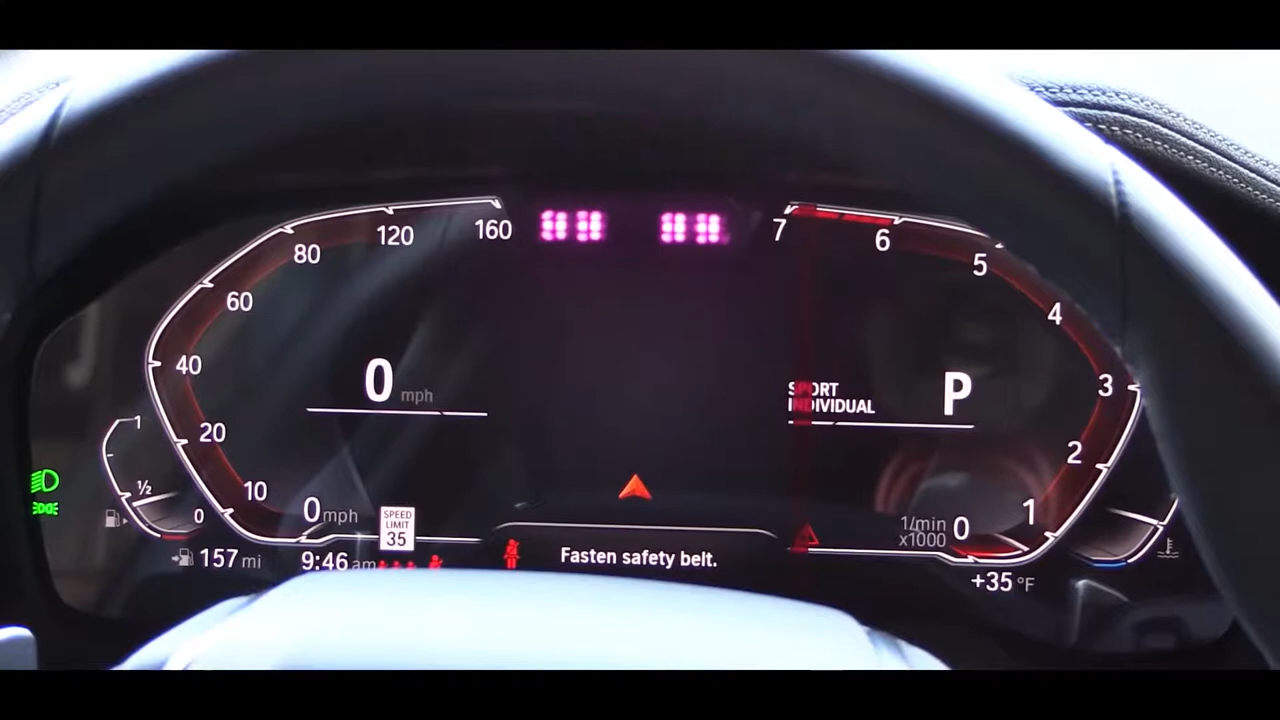 160
120
80
60
40
20
10
0 mph
7
6
5
4
3
2
1
0
SPORT
INDIVIDUAL
P
1
½
0
0 mph
SPEED
LIMIT
35
1/min
x1000
157 mi
9:46 am
Fasten safety belt.
+35 °F